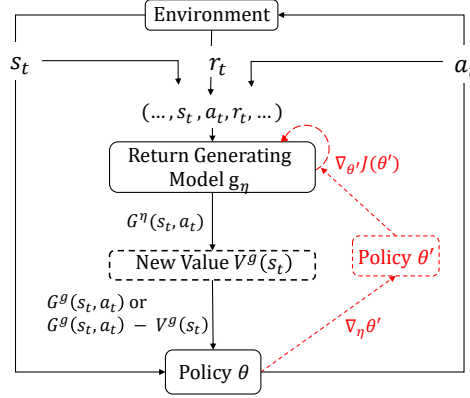 Environment
s_t
r_t
a_t
(…, s_t, a_t, r_t, …)
Return Generating
Model g_η
∇_θ′J(θ′)
G^η(s_t, a_t)
New Value V^g(s_t)
Policy θ′
G^g(s_t, a_t) or
G^g(s_t, a_t) − V^g(s_t)
∇_ηθ′
Policy θ